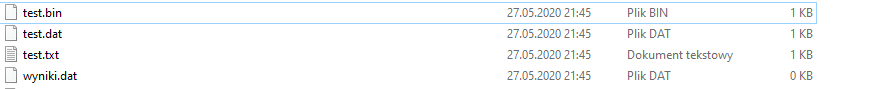 test.bin 27.05.2020 21:45 Plik BIN 1 KB
test.dat 27.05.2020 21:45 Plik DAT 1 KB
test.txt 27.05.2020 21:45 Dokument tekstowy 1 KB
wyniki.dat 27.05.2020 21:45 Plik DAT 0 KB